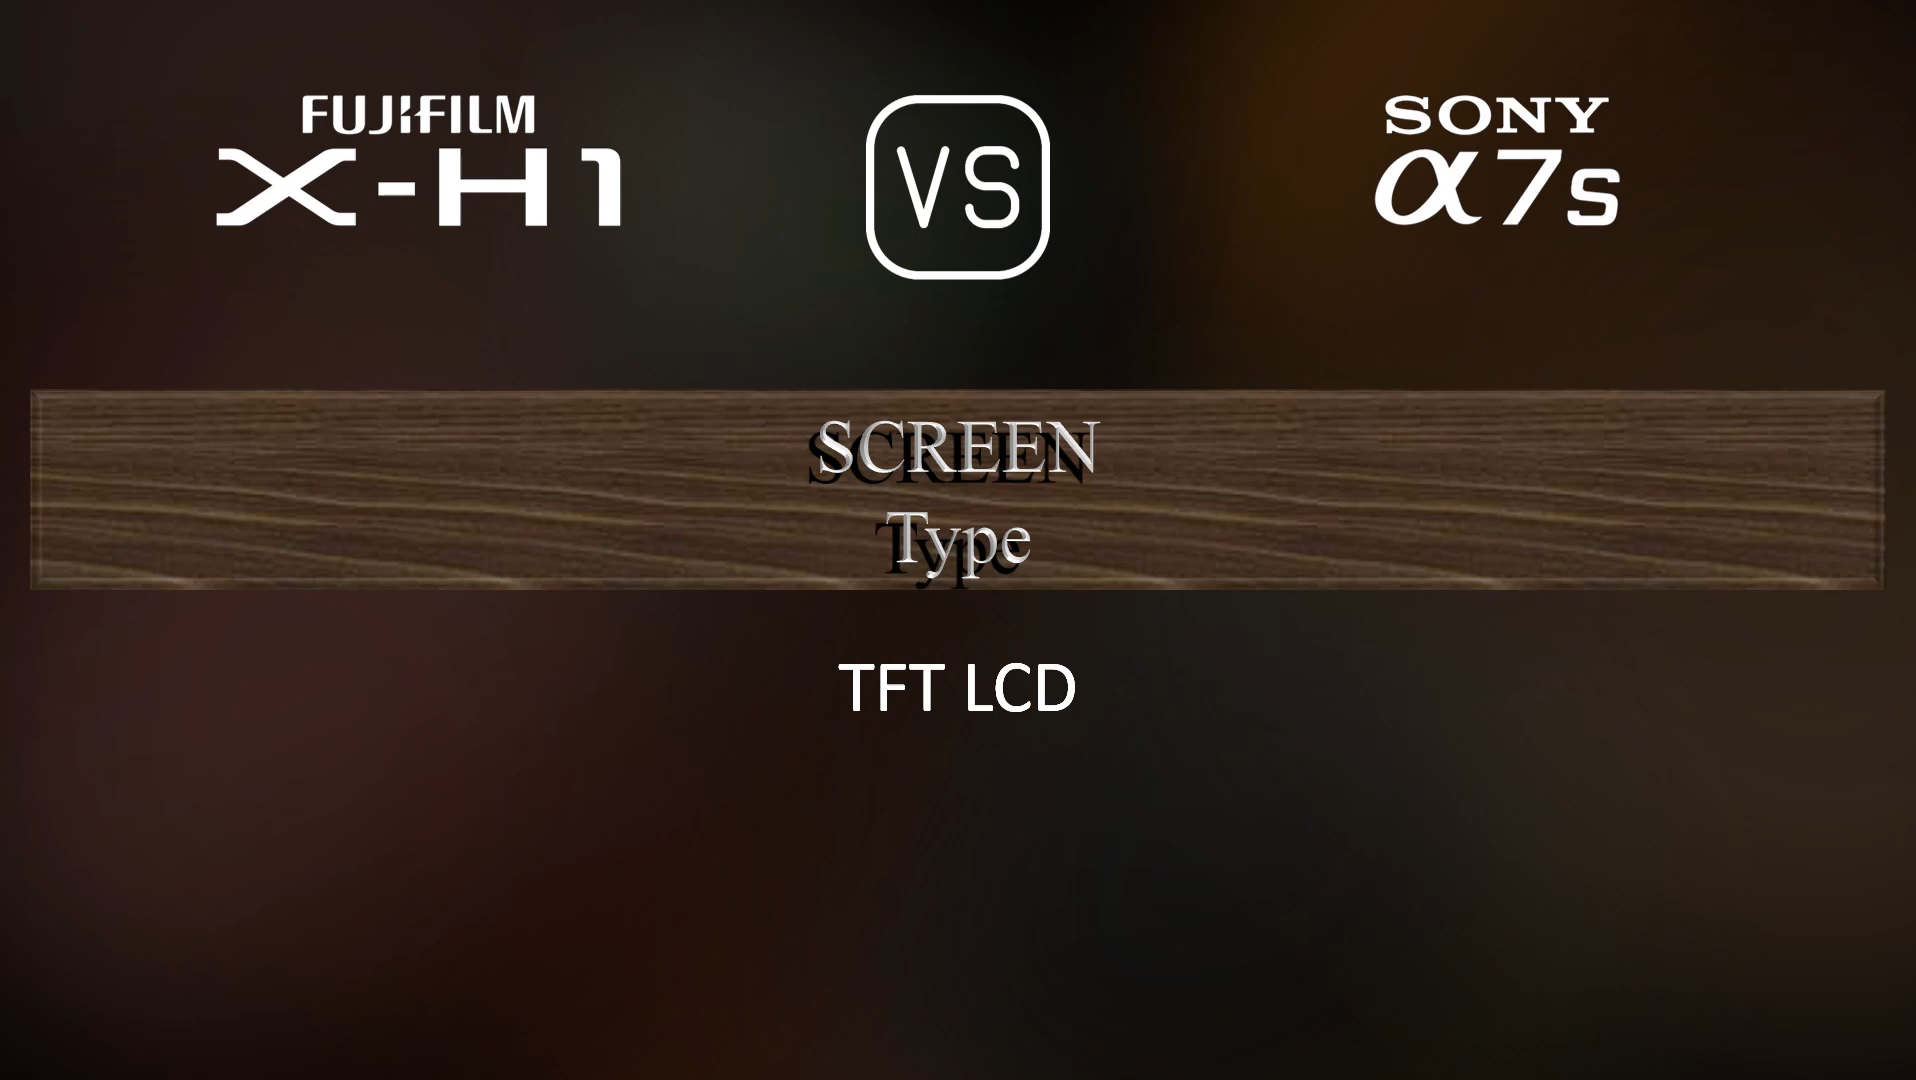 FUJIFILM
X-H1
VS
SONY
α7s
SCREEN
Type
TFT LCD